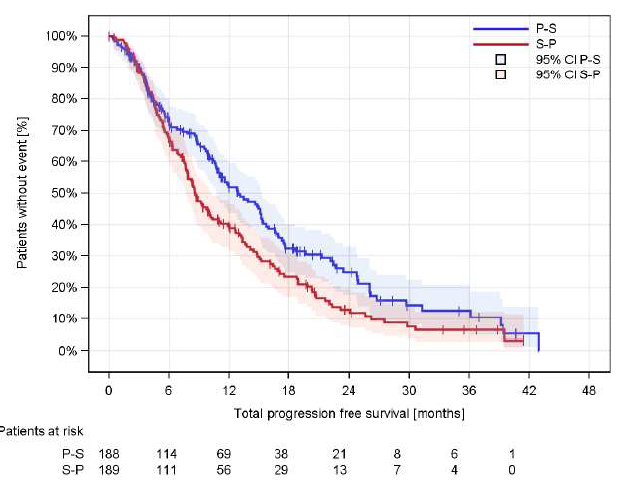 P-S
S-P
95% CI P-S
95% CI S-P
100%
90%
80%
70%
60%
50%
40%
30%
20%
10%
0%
Patients without event [%]
0 6 12 18 24 30 36 42 48
Total progression free survival [months]
Patients at risk
P-S 188 114 69 38 21 8 6 1
S-P 189 111 56 29 13 7 4 0